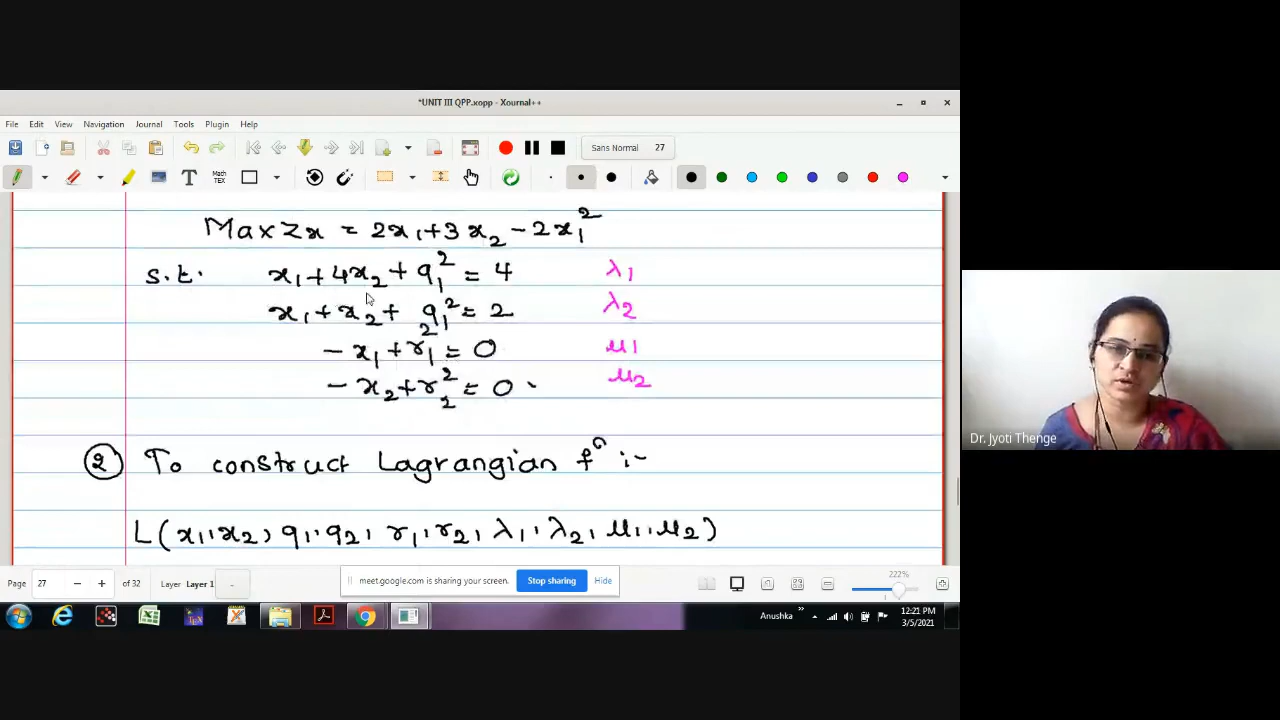 *UNIT III QPP.xopp - Xournal++
File Edit View Navigation Journal Tools Plugin Help
Sans Normal 27
T MATH TEX
Max Zx = 2x₁ + 3x₂ - 2x₁²
s.t. x₁ + 4x₂ + q₁² = 4 λ₁
x₁ + x₂ + q₂² = 2 λ₂
- x₁ + r₁ = 0 μ₁
- x₂ + r₂² = 0. μ₂
② To construct Lagrangian fⁿ :-
L(x₁, x₂, q₁, q₂, r₁, r₂, λ₁, λ₂, μ₁, μ₂)
Page 27 of 32 Layer Layer 1
meet.google.com is sharing your screen. Stop sharing Hide
222%
Anushka
12:21 PM
3/5/2021
Dr. Jyoti Thenge